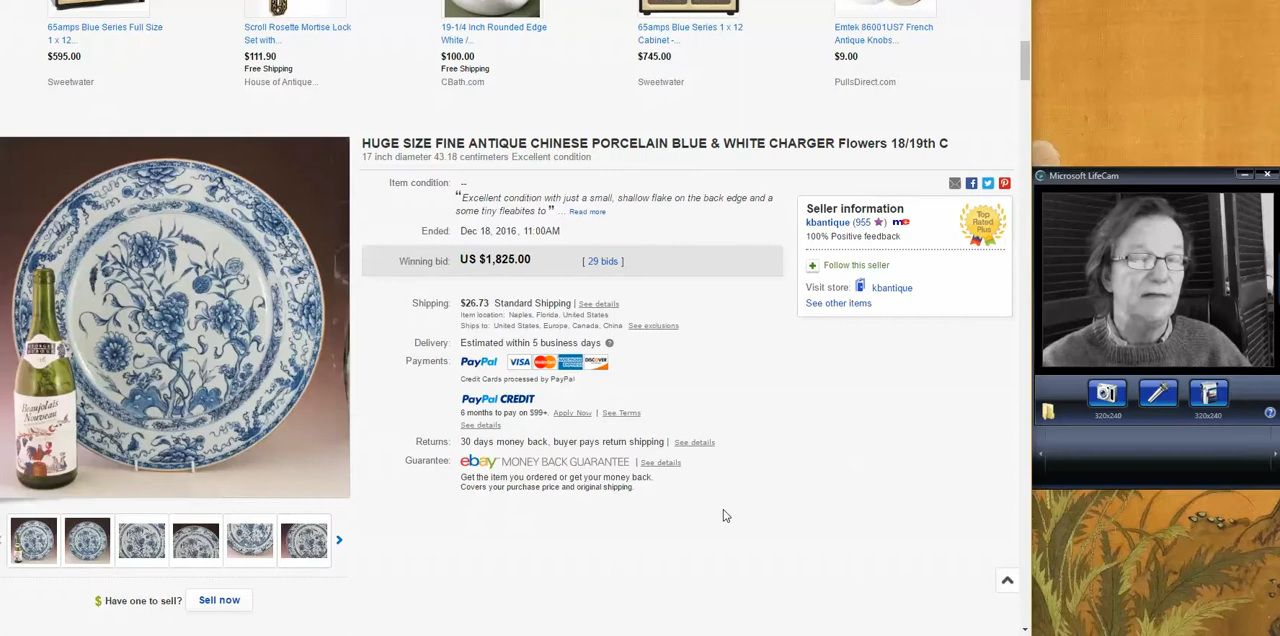 65amps Blue Series Full Size
1 x 12...
$595.00
Sweetwater
Scroll Rosette Mortise Lock
Set with...
$111.90
Free Shipping
House of Antique...
19-1/4 Inch Rounded Edge
White /...
$100.00
Free Shipping
CBath.com
65amps Blue Series 1 x 12
Cabinet -...
$745.00
Sweetwater
Emtek 86001US7 French
Antique Knobs...
$9.00
PullsDirect.com
HUGE SIZE FINE ANTIQUE CHINESE PORCELAIN BLUE & WHITE CHARGER Flowers 18/19th C
17 inch diameter 43.18 centimeters Excellent condition
Item condition: --
“Excellent condition with just a small, shallow flake on the back edge and a
some tiny fleabites to ” ... Read more
Ended: Dec 18, 2016 , 11:00AM
Winning bid: US $1,825.00 [ 29 bids ]
Shipping: $26.73 Standard Shipping | See details
Item location: Naples, Florida, United States
Ships to: United States, Europe, Canada, China See exclusions
Delivery: Estimated within 5 business days
Payments: PayPal VISA MasterCard DISCOVER
Credit Cards processed by PayPal
PayPal CREDIT
6 months to pay on $99+. Apply Now | See Terms
See details
Returns: 30 days money back, buyer pays return shipping | See details
Guarantee: ebay MONEY BACK GUARANTEE | See details
Get the item you ordered or get your money back.
Covers your purchase price and original shipping.
Seller information
kbantique (955 ) me
100% Positive feedback
Top
Rated
Plus
Follow this seller
Visit store: kbantique
See other items
Beaujolais
Nouveau
$ Have one to sell? Sell now
Microsoft LifeCam
320x240
320x240